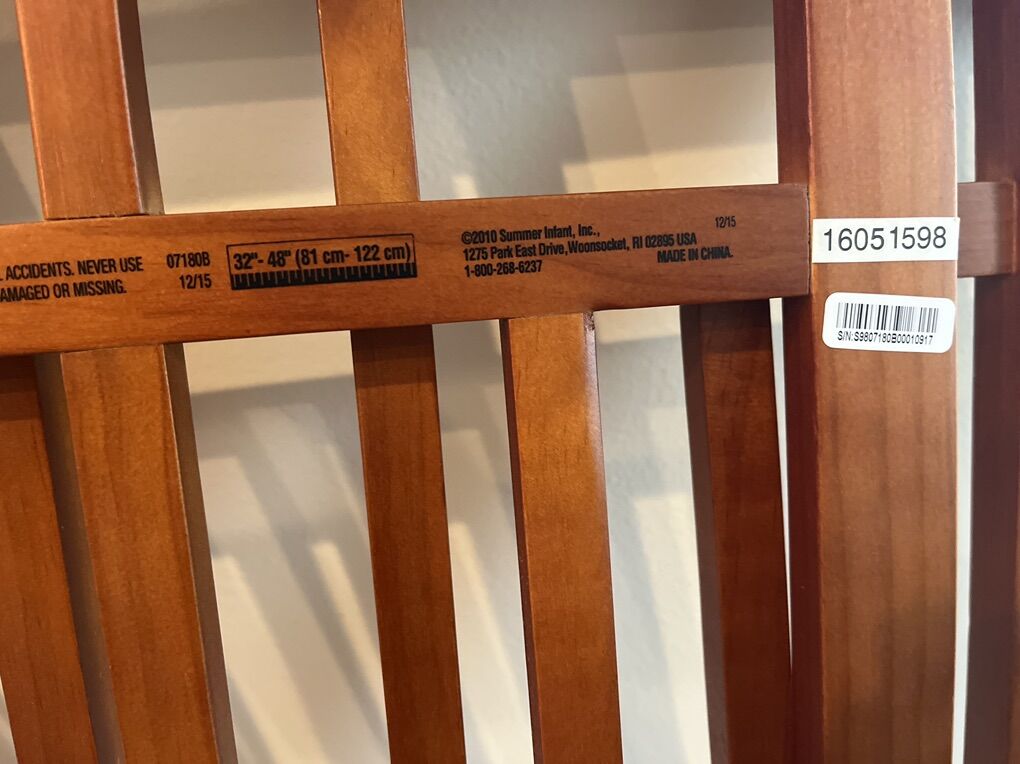 ACCIDENTS. NEVER USE
DAMAGED OR MISSING.
07180B
12/15
32"- 48" (81 cm- 122 cm)
©2010 Summer Infant, Inc.,
1275 Park East Drive, Woonsocket, RI 02895 USA
1-800-268-6237
12/15
MADE IN CHINA.
16051598
S/N:S9807180B00010917